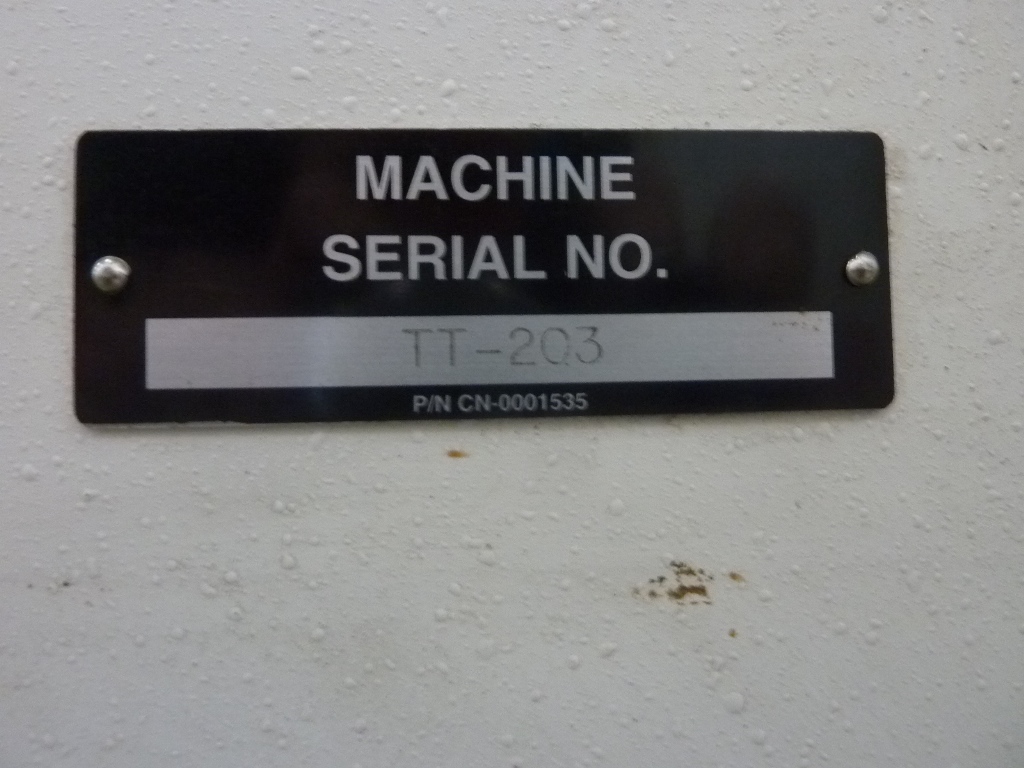 MACHINE
SERIAL NO.
TT-203
P/N CN-0001535